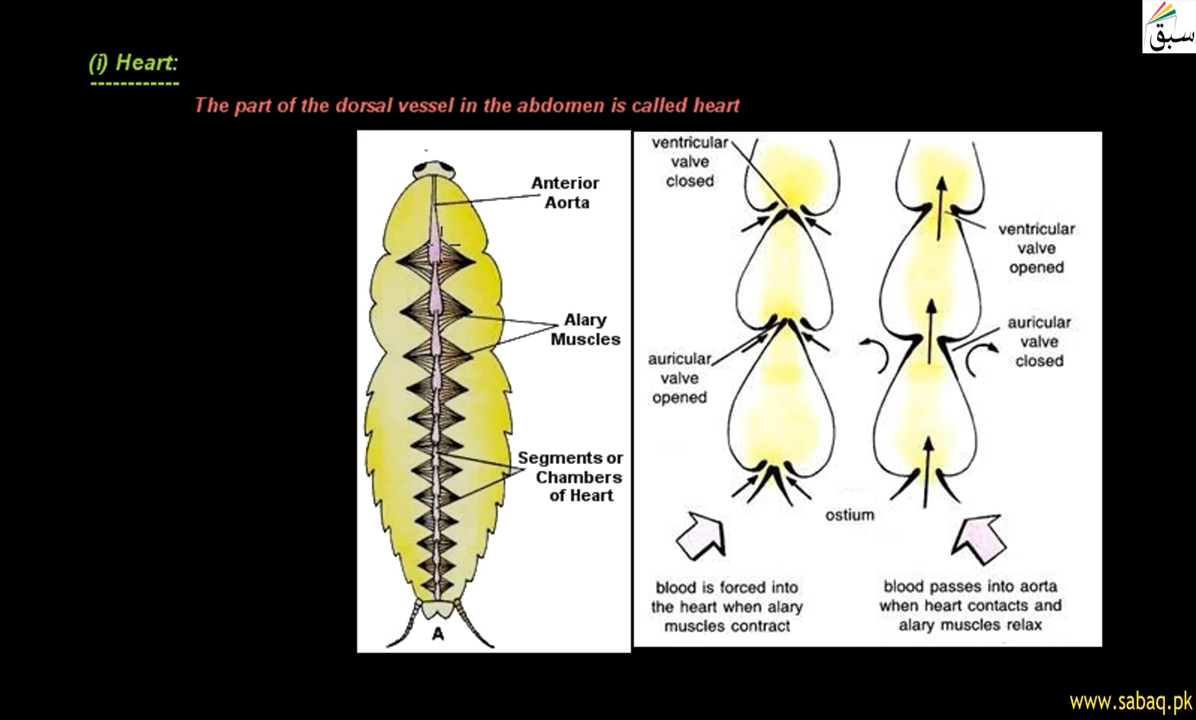 سبق
(i) Heart:
The part of the dorsal vessel in the abdomen is called heart
Anterior
Aorta
Alary
Muscles
Segments or
Chambers
of Heart
A
ventricular
valve
closed
auricular
valve
opened
ventricular
valve
opened
auricular
valve
closed
ostium
blood is forced into
the heart when alary
muscles contract
blood passes into aorta
when heart contacts and
alary muscles relax
www.sabaq.pk